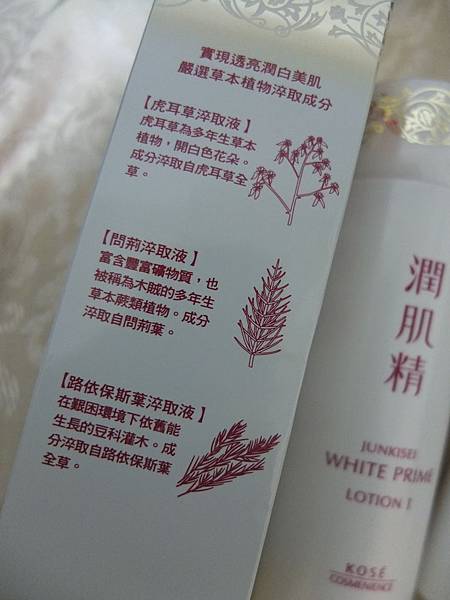 實現透亮潤白美肌
嚴選草本植物淬取成分
【虎耳草淬取液】
虎耳草為多年生草本
植物，開白色花朵。
成分淬取自虎耳草全
草。
【問荊淬取液】
富含豐富礦物質，也
被稱為木賊的多年生
草本蕨類植物。成分
淬取自問荊葉。
【路依保斯葉淬取液】
在艱困環境下依舊能
生長的豆科灌木。成
分淬取自路依保斯葉
全草。
潤肌精
JUNKISEI
WHITE PRIME
LOTION I
KOSÉ
COSMENIENCE